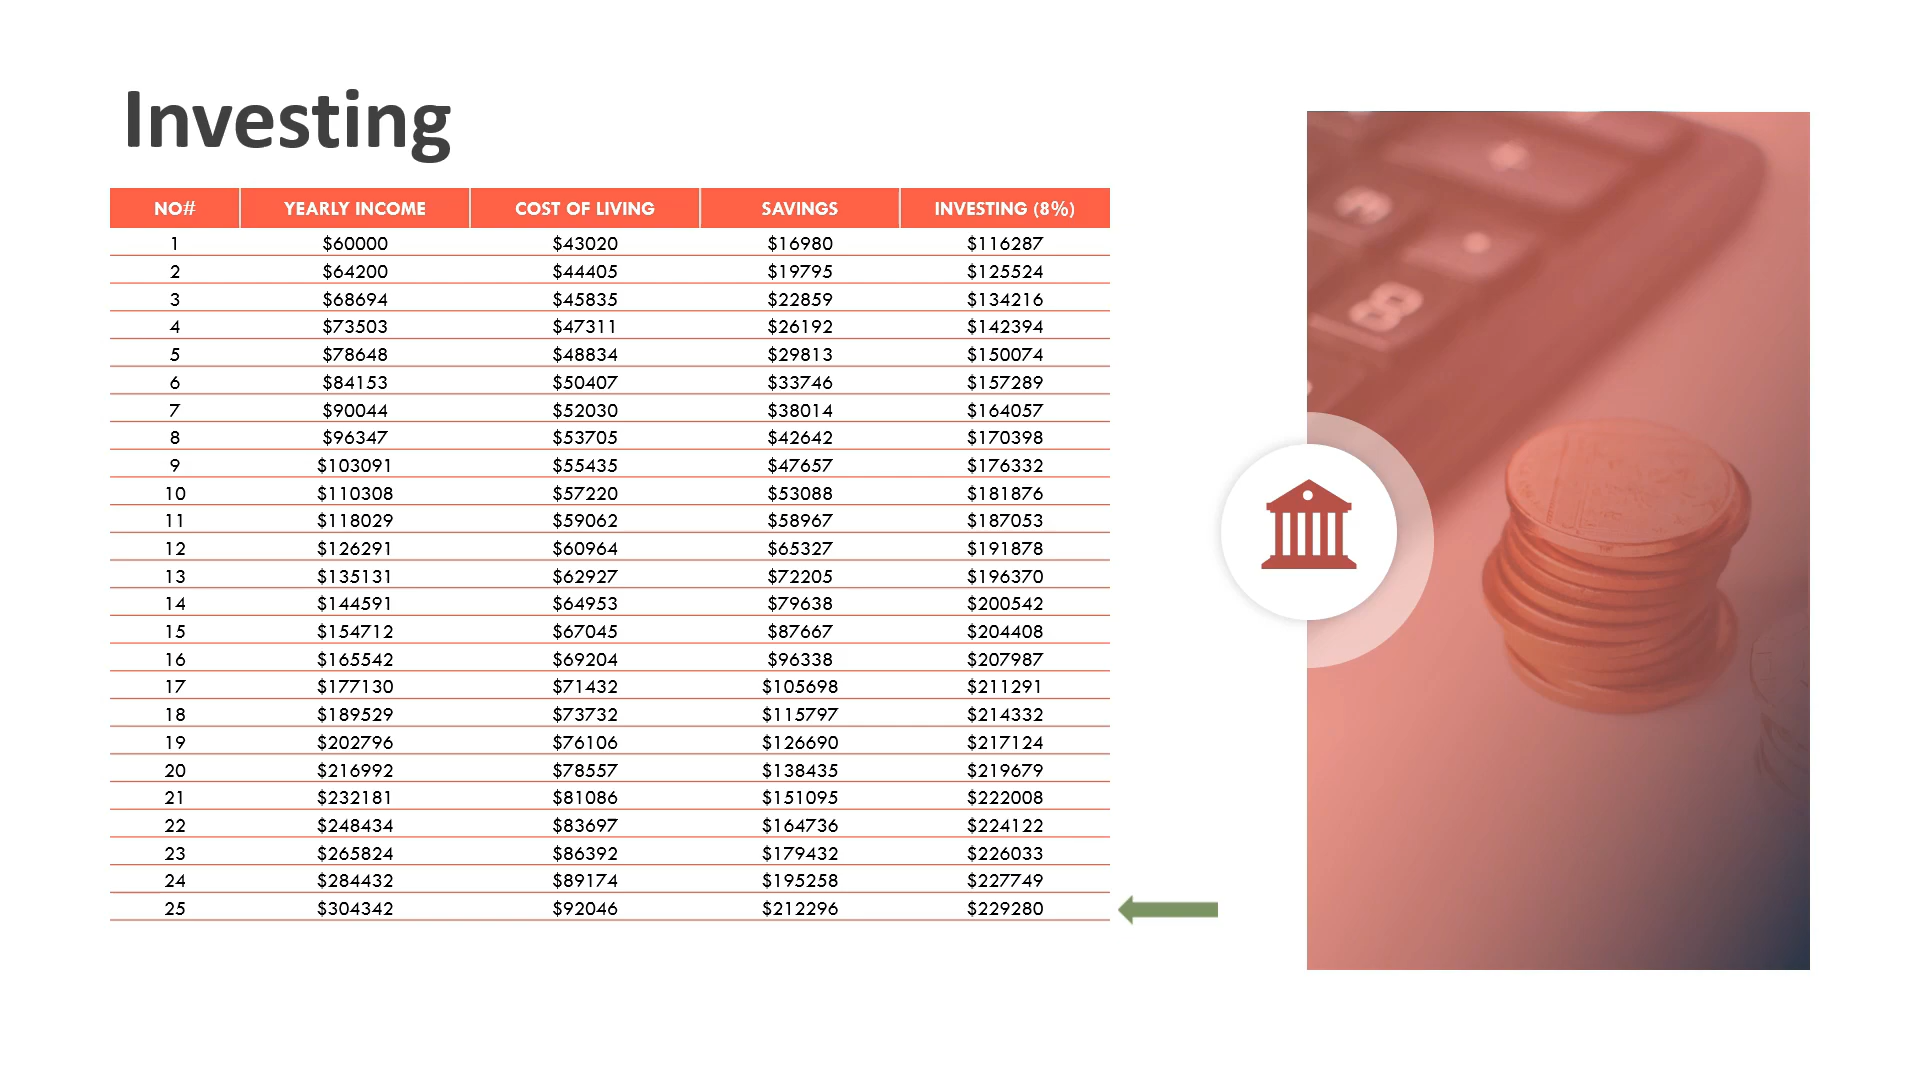 Investing
NO# YEARLY INCOME COST OF LIVING SAVINGS INVESTING (8%)
1 $60000 $43020 $16980 $116287
2 $64200 $44405 $19795 $125524
3 $68694 $45835 $22859 $134216
4 $73503 $47311 $26192 $142394
5 $78648 $48834 $29813 $150074
6 $84153 $50407 $33746 $157289
7 $90044 $52030 $38014 $164057
8 $96347 $53705 $42642 $170398
9 $103091 $55435 $47657 $176332
10 $110308 $57220 $53088 $181876
11 $118029 $59062 $58967 $187053
12 $126291 $60964 $65327 $191878
13 $135131 $62927 $72205 $196370
14 $144591 $64953 $79638 $200542
15 $154712 $67045 $87667 $204408
16 $165542 $69204 $96338 $207987
17 $177130 $71432 $105698 $211291
18 $189529 $73732 $115797 $214332
19 $202796 $76106 $126690 $217124
20 $216992 $78557 $138435 $219679
21 $232181 $81086 $151095 $222008
22 $248434 $83697 $164736 $224122
23 $265824 $86392 $179432 $226033
24 $284432 $89174 $195258 $227749
25 $304342 $92046 $212296 $229280
8